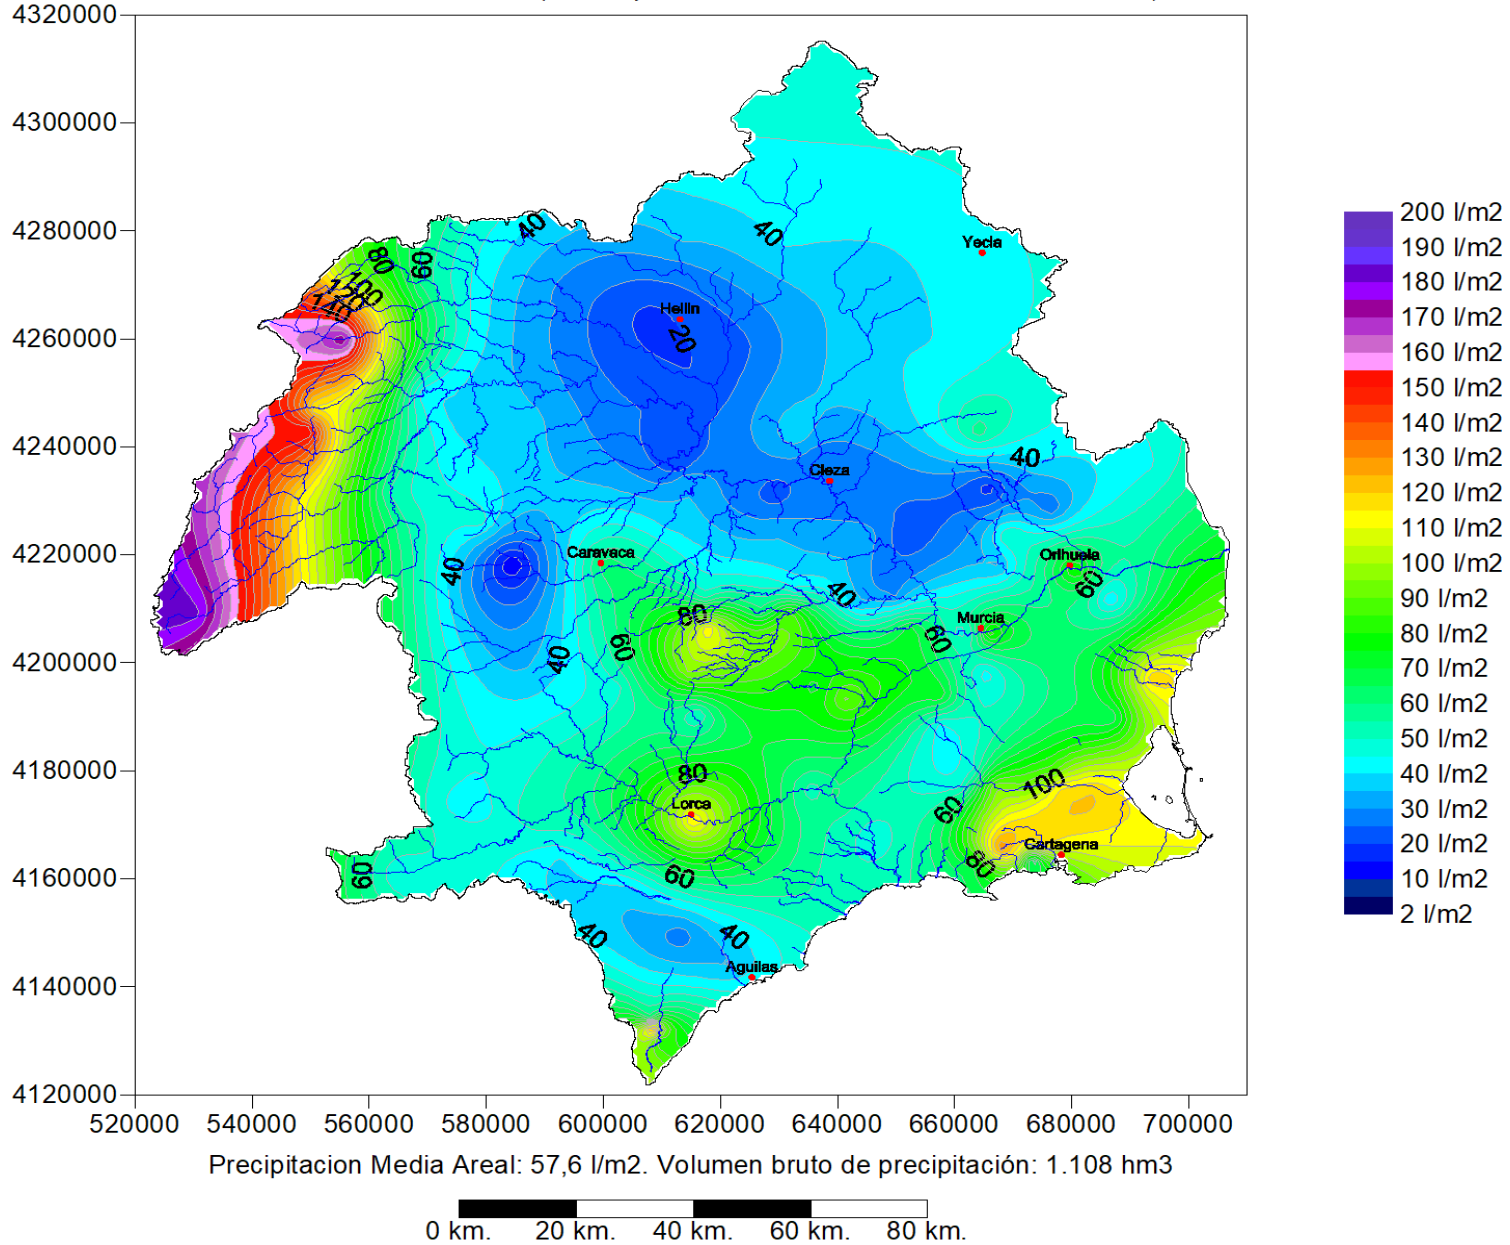 4320000
4300000
4280000
4260000
4240000
4220000
4200000
4180000
4160000
4140000
4120000
520000 540000 560000 580000 600000 620000 640000 660000 680000 700000
40
40
80
60
100
120
140
Yecla
Hellin
20
Cieza
40
Caravaca
40
Orihuela
60
40
80
Murcia
60
60
40
80
100
Lorca
60
Cartagena
80
60
60
40
40
Aguilas
200 l/m2
190 l/m2
180 l/m2
170 l/m2
160 l/m2
150 l/m2
140 l/m2
130 l/m2
120 l/m2
110 l/m2
100 l/m2
90 l/m2
80 l/m2
70 l/m2
60 l/m2
50 l/m2
40 l/m2
30 l/m2
20 l/m2
10 l/m2
2 l/m2
Precipitacion Media Areal: 57,6 l/m2. Volumen bruto de precipitación: 1.108 hm3
0 km. 20 km. 40 km. 60 km. 80 km.